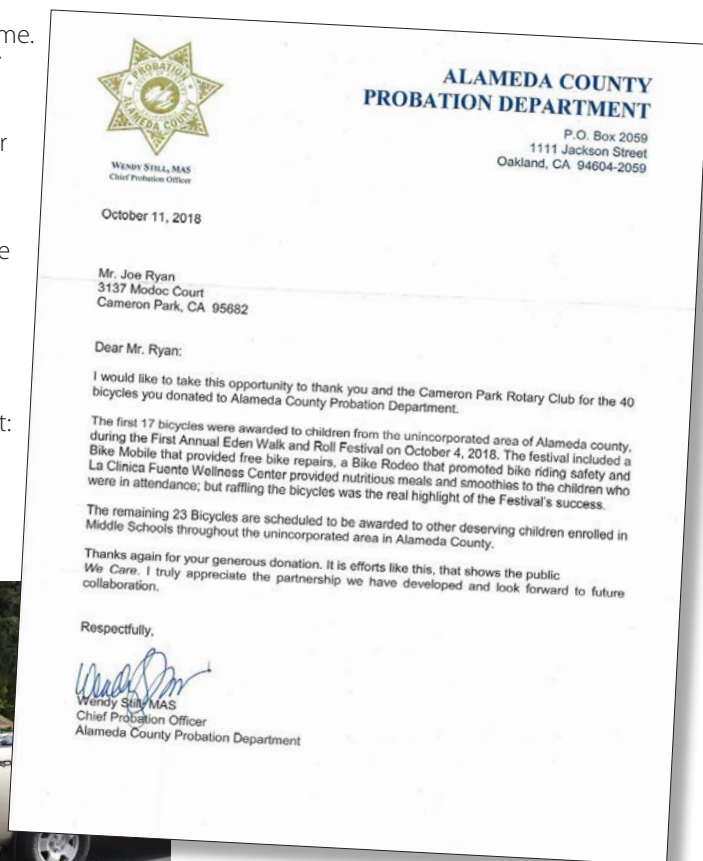 me.
r
e
t:
PROBATION
ALAMEDA COUNTY
WENDY STILL, MAS
Chief Probation Officer
ALAMEDA COUNTY
PROBATION DEPARTMENT
P.O. Box 2059
1111 Jackson Street
Oakland, CA 94604-2059
October 11, 2018
Mr. Joe Ryan
3137 Modoc Court
Cameron Park, CA 95682
Dear Mr. Ryan:
I would like to take this opportunity to thank you and the Cameron Park Rotary Club for the 40
bicycles you donated to Alameda County Probation Department.
The first 17 bicycles were awarded to children from the unincorporated area of Alameda county,
during the First Annual Eden Walk and Roll Festival on October 4, 2018. The festival included a
Bike Mobile that provided free bike repairs, a Bike Rodeo that promoted bike riding safety and
La Clinica Fuente Wellness Center provided nutritious meals and smoothies to the children who
were in attendance; but raffling the bicycles was the real highlight of the Festival's success.
The remaining 23 Bicycles are scheduled to be awarded to other deserving children enrolled in
Middle Schools throughout the unincorporated area in Alameda County.
Thanks again for your generous donation. It is efforts like this, that shows the public
We Care. I truly appreciate the partnership we have developed and look forward to future
collaboration.
Respectfully,
Wendy Still, MAS
Chief Probation Officer
Alameda County Probation Department